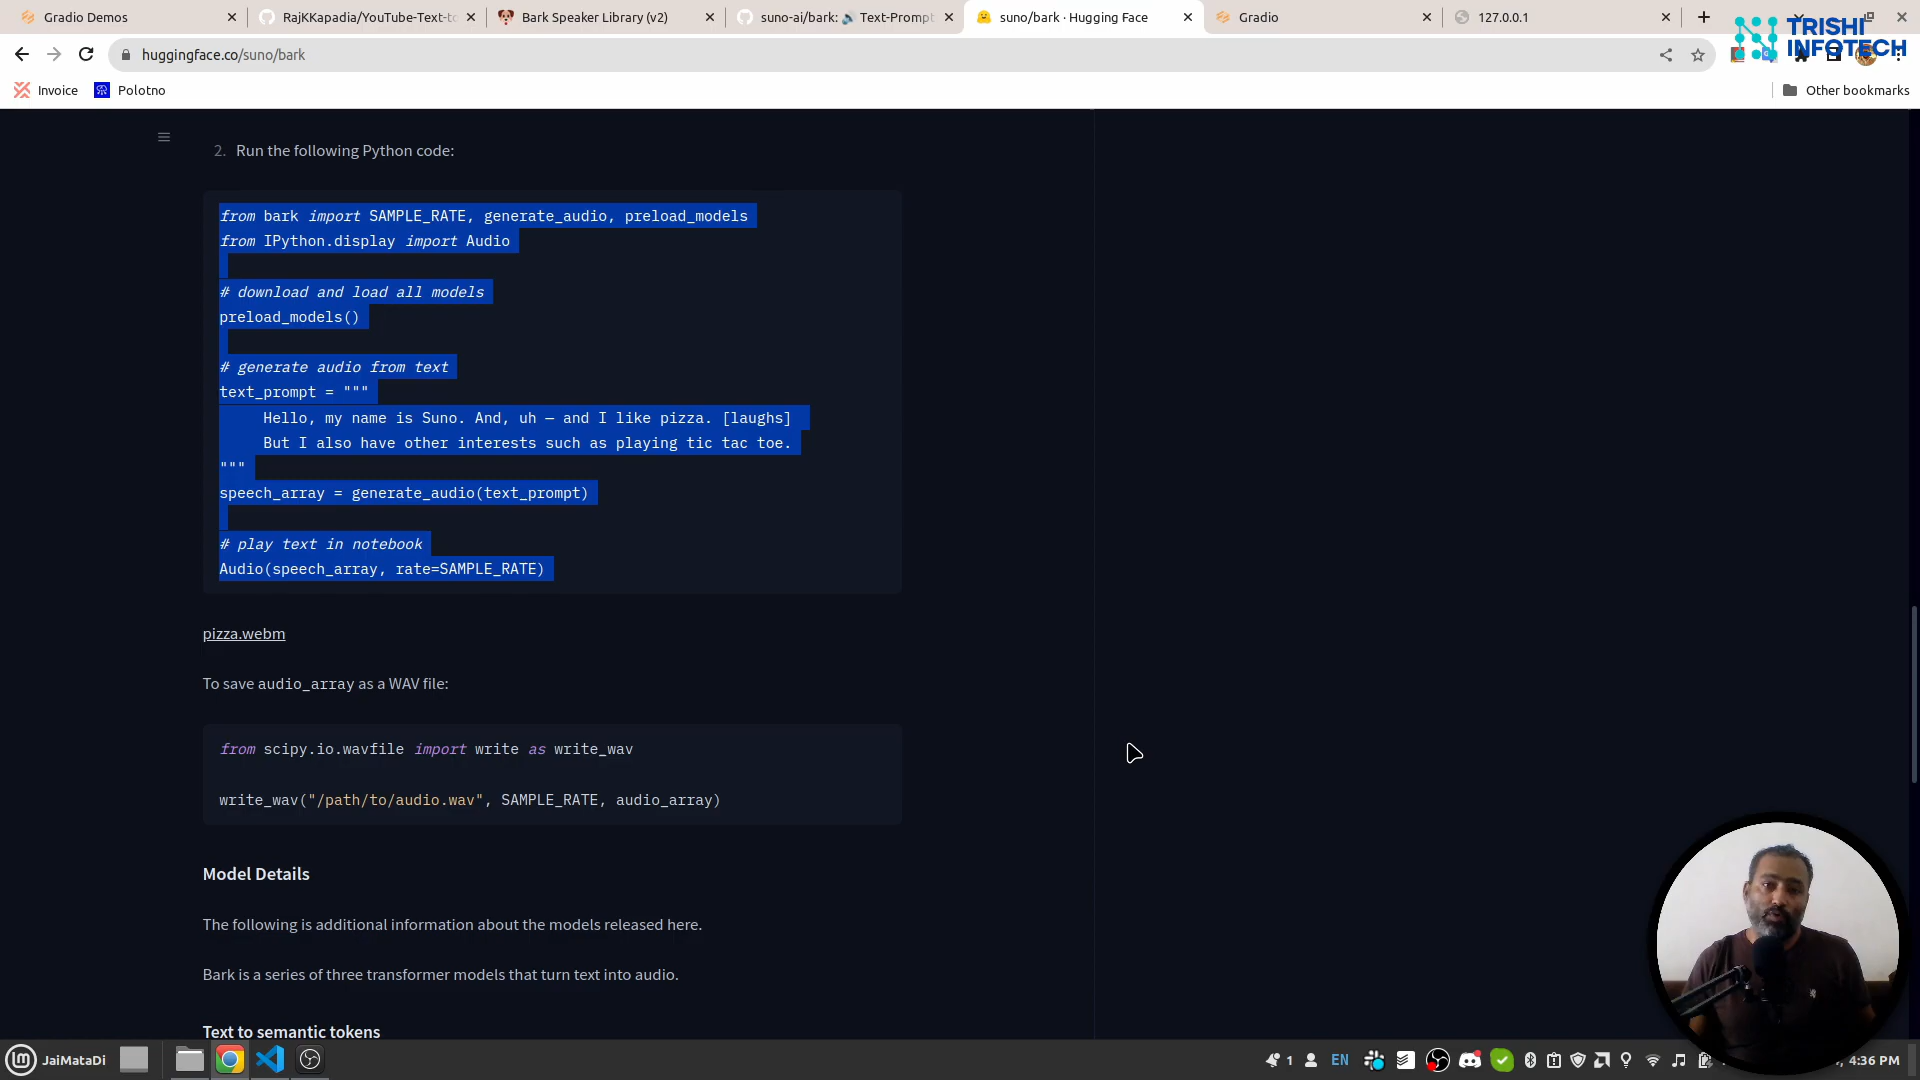 Gradio Demos
RajKKapadia/YouTube-Text-to
Bark Speaker Library (v2)
suno-ai/bark: 🔊 Text-Prompt
suno/bark · Hugging Face
Gradio
127.0.0.1
TRISHI
INFOTECH
huggingface.co/suno/bark
Invoice
Polotno
Other bookmarks
2. Run the following Python code:
from bark import SAMPLE_RATE, generate_audio, preload_models
from IPython.display import Audio
# download and load all models
preload_models()
# generate audio from text
text_prompt = """
Hello, my name is Suno. And, uh — and I like pizza. [laughs]
But I also have other interests such as playing tic tac toe.
"""
speech_array = generate_audio(text_prompt)
# play text in notebook
Audio(speech_array, rate=SAMPLE_RATE)
pizza.webm
To save audio_array as a WAV file:
from scipy.io.wavfile import write as write_wav
write_wav("/path/to/audio.wav", SAMPLE_RATE, audio_array)
Model Details
The following is additional information about the models released here.
Bark is a series of three transformer models that turn text into audio.
Text to semantic tokens
JaiMataDi
1
EN
4:36 PM